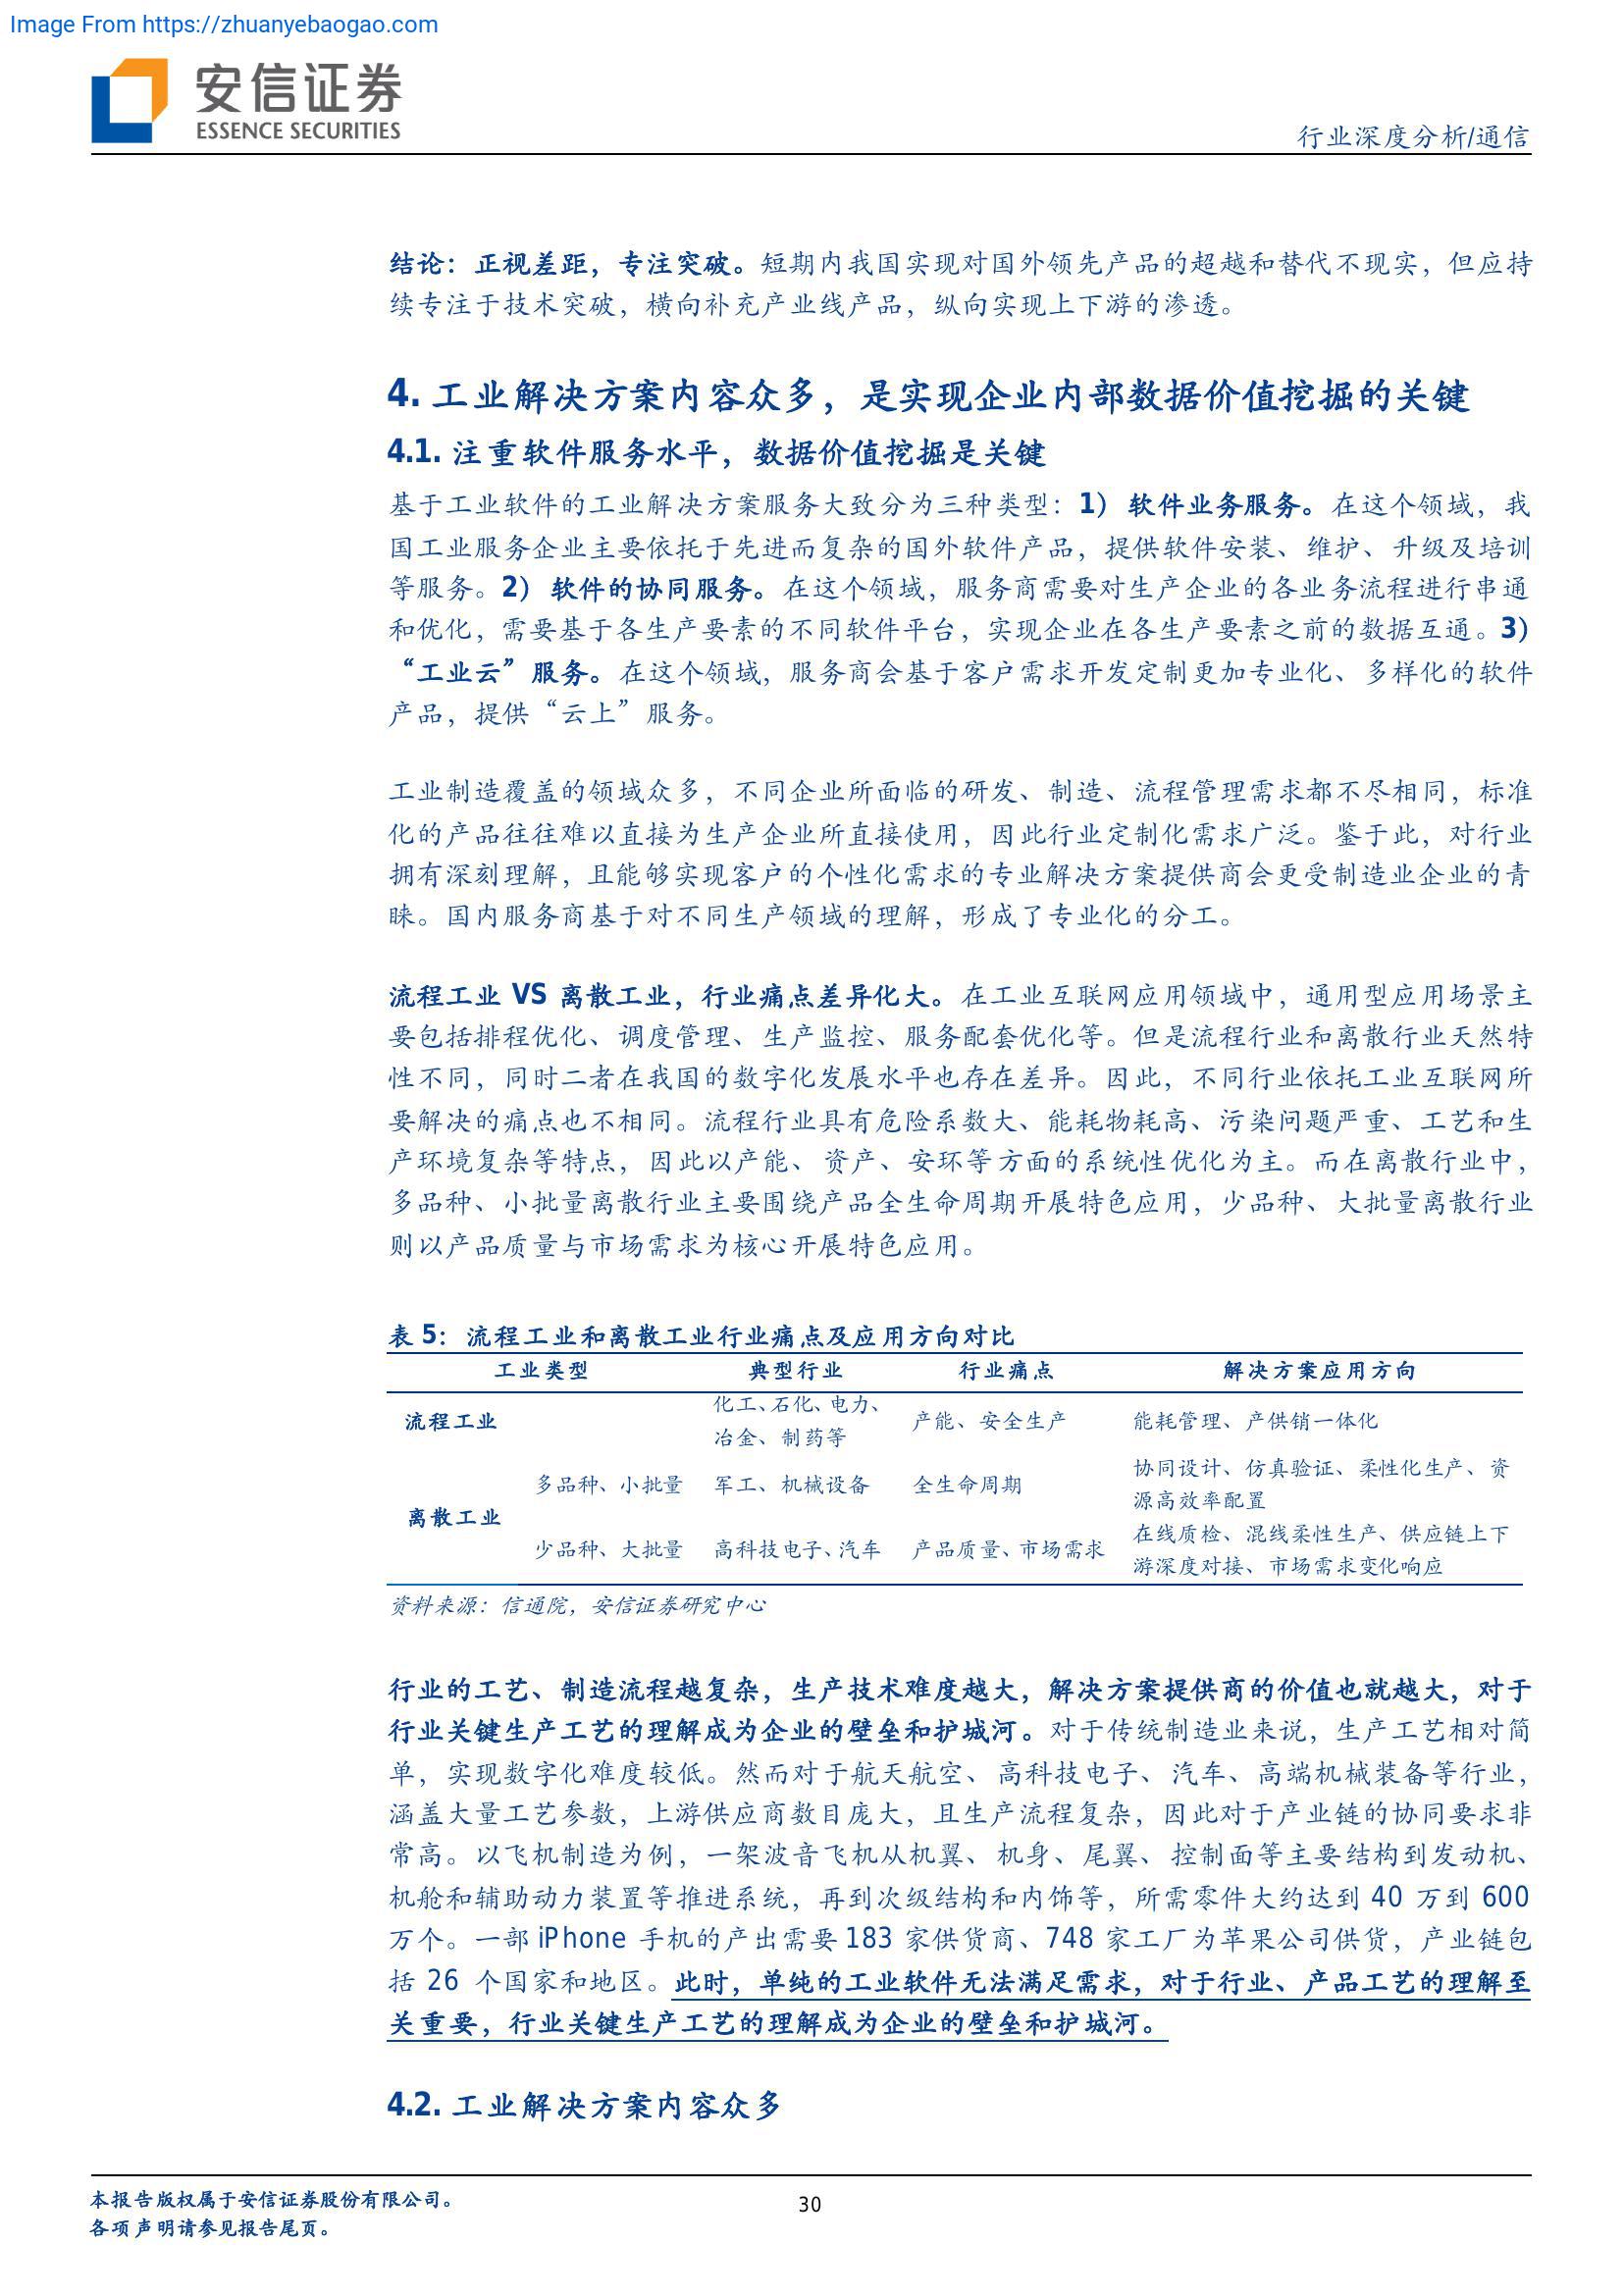 Image From https://zhuanyebaogao.com
安信证券
ESSENCE SECURITIES
行业深度分析/通信
结论：正视差距，专注突破。短期内我国实现对国外领先产品的超越和替代不现实，但应持
续专注于技术突破，横向补充产业线产品，纵向实现上下游的渗透。
4. 工业解决方案内容众多，是实现企业内部数据价值挖掘的关键
4.1. 注重软件服务水平，数据价值挖掘是关键
基于工业软件的工业解决方案服务大致分为三种类型：1）软件业务服务。在这个领域，我
国工业服务企业主要依托于先进而复杂的国外软件产品，提供软件安装、维护、升级及培训
等服务。2）软件的协同服务。在这个领域，服务商需要对生产企业的各业务流程进行串通
和优化，需要基于各生产要素的不同软件平台，实现企业在各生产要素之前的数据互通。3）
“工业云”服务。在这个领域，服务商会基于客户需求开发定制更加专业化、多样化的软件
产品，提供“云上”服务。
工业制造覆盖的领域众多，不同企业所面临的研发、制造、流程管理需求都不尽相同，标准
化的产品往往难以直接为生产企业所直接使用，因此行业定制化需求广泛。鉴于此，对行业
拥有深刻理解，且能够实现客户的个性化需求的专业解决方案提供商会更受制造业企业的青
睐。国内服务商基于对不同生产领域的理解，形成了专业化的分工。
流程工业 VS 离散工业，行业痛点差异化大。在工业互联网应用领域中，通用型应用场景主
要包括排程优化、调度管理、生产监控、服务配套优化等。但是流程行业和离散行业天然特
性不同，同时二者在我国的数字化发展水平也存在差异。因此，不同行业依托工业互联网所
要解决的痛点也不相同。流程行业具有危险系数大、能耗物耗高、污染问题严重、工艺和生
产环境复杂等特点，因此以产能、资产、安环等方面的系统性优化为主。而在离散行业中，
多品种、小批量离散行业主要围绕产品全生命周期开展特色应用，少品种、大批量离散行业
则以产品质量与市场需求为核心开展特色应用。
表 5：流程工业和离散工业行业痛点及应用方向对比
工业类型 典型行业 行业痛点 解决方案应用方向
流程工业 化工、石化、电力、冶金、制药等 产能、安全生产 能耗管理、产供销一体化
离散工业 多品种、小批量 军工、机械设备 全生命周期 协同设计、仿真验证、柔性化生产、资源高效率配置
少品种、大批量 高科技电子、汽车 产品质量、市场需求 在线质检、混线柔性生产、供应链上下游深度对接、市场需求变化响应
资料来源：信通院，安信证券研究中心
行业的工艺、制造流程越复杂，生产技术难度越大，解决方案提供商的价值也就越大，对于
行业关键生产工艺的理解成为企业的壁垒和护城河。对于传统制造业来说，生产工艺相对简
单，实现数字化难度较低。然而对于航天航空、高科技电子、汽车、高端机械装备等行业，
涵盖大量工艺参数，上游供应商数目庞大，且生产流程复杂，因此对于产业链的协同要求非
常高。以飞机制造为例，一架波音飞机从机翼、机身、尾翼、控制面等主要结构到发动机、
机舱和辅助动力装置等推进系统，再到次级结构和内饰等，所需零件大约达到 40 万到 600
万个。一部 iPhone 手机的产出需要 183 家供货商、748 家工厂为苹果公司供货，产业链包
括 26 个国家和地区。此时，单纯的工业软件无法满足需求，对于行业、产品工艺的理解至
关重要，行业关键生产工艺的理解成为企业的壁垒和护城河。
4.2. 工业解决方案内容众多
本报告版权属于安信证券股份有限公司。
30
各项声明请参见报告尾页。